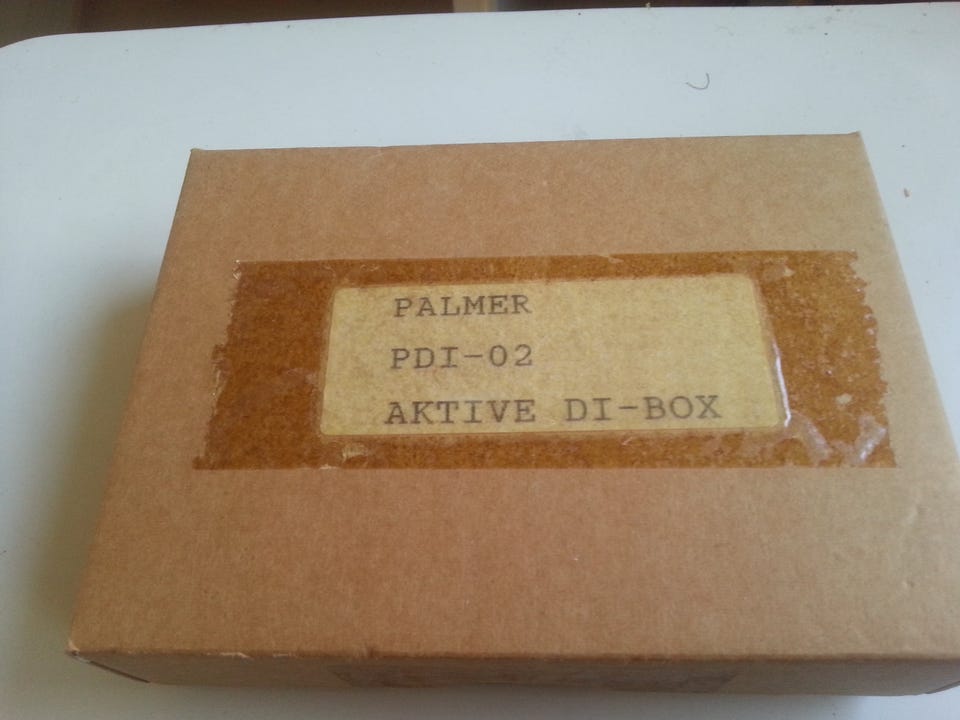 PALMER
PDI-02
AKTIVE DI-BOX